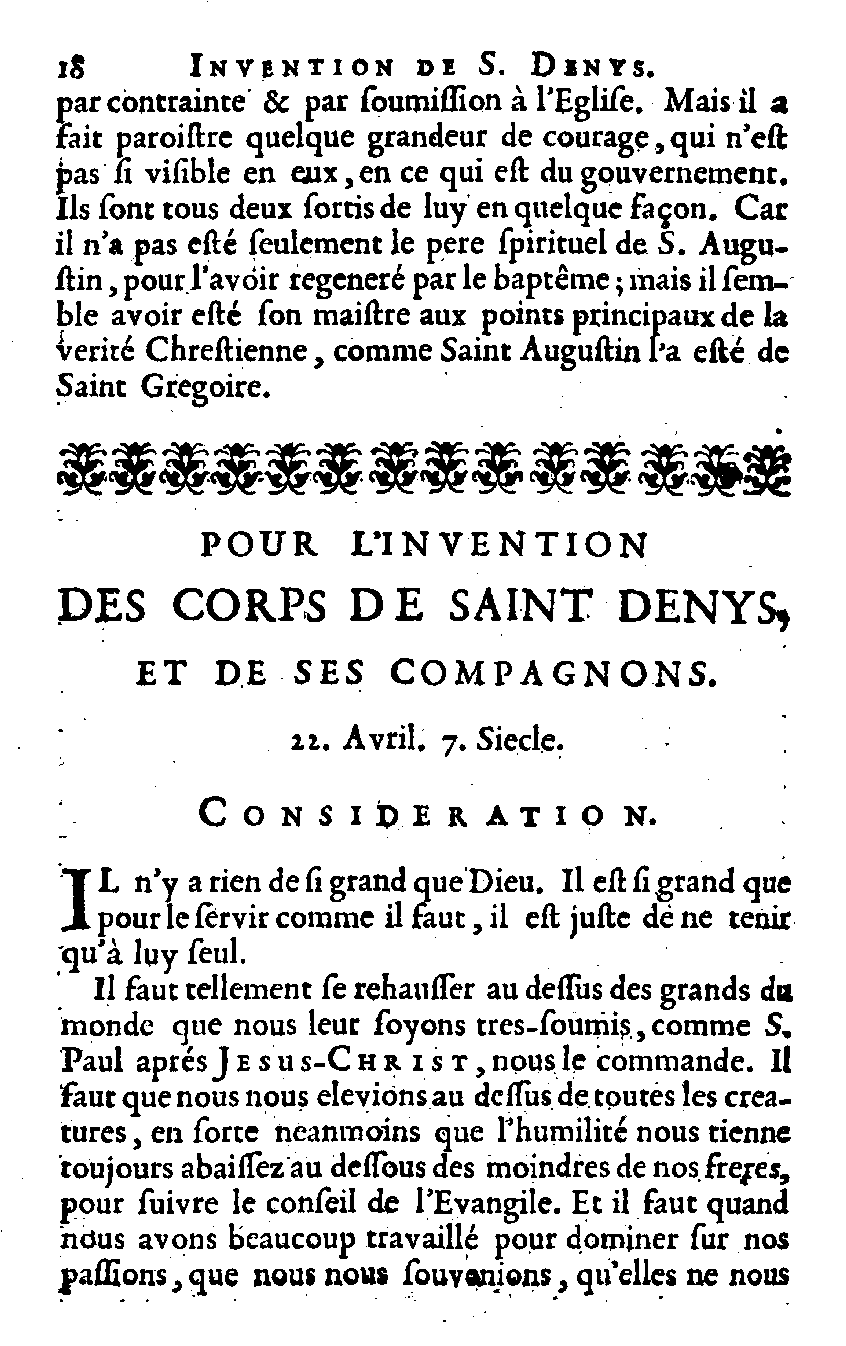 18 INVENTION DE S. DENYS.
par contrainte & par ſoumiſſion à l'Egliſe. Mais il a
fait paroiſtre quelque grandeur de courage, qui n'eſt
pas ſi viſible en eux, en ce qui eſt du gouvernement.
Ils ſont tous deux ſortis de luy en quelque façon. Car
il n'a pas eſté ſeulement le pere ſpirituel de S. Augu-
ſtin, pour l'avoir regeneré par le baptême; mais il ſem-
ble avoir eſté ſon maiſtre aux points principaux de la
verité Chreſtienne, comme Saint Auguſtin l'a eſté de
Saint Gregoire.
POUR L'INVENTION
DES CORPS DE SAINT DENYS,
ET DE SES COMPAGNONS.
22. Avril. 7. Siecle.
CONSIDERATION.
IL n'y a rien de ſi grand que Dieu. Il eſt ſi grand que
pour le ſervir comme il faut, il eſt juſte de ne tenir
qu'à luy ſeul.
Il faut tellement ſe rehauſſer au deſſus des grands du
monde que nous leur ſoyons tres-ſoumis, comme S.
Paul aprés JESUS-CHRIST, nous le commande. Il
faut que nous nous elevions au deſſus de toutes les crea-
tures, en ſorte neanmoins que l'humilité nous tienne
toujours abaiſſez au deſſous des moindres de nos freres,
pour ſuivre le conſeil de l'Evangile. Et il faut quand
nous avons beaucoup travaillé pour dominer ſur nos
paſſions, que nous nous ſouvenions, qu'elles ne nous